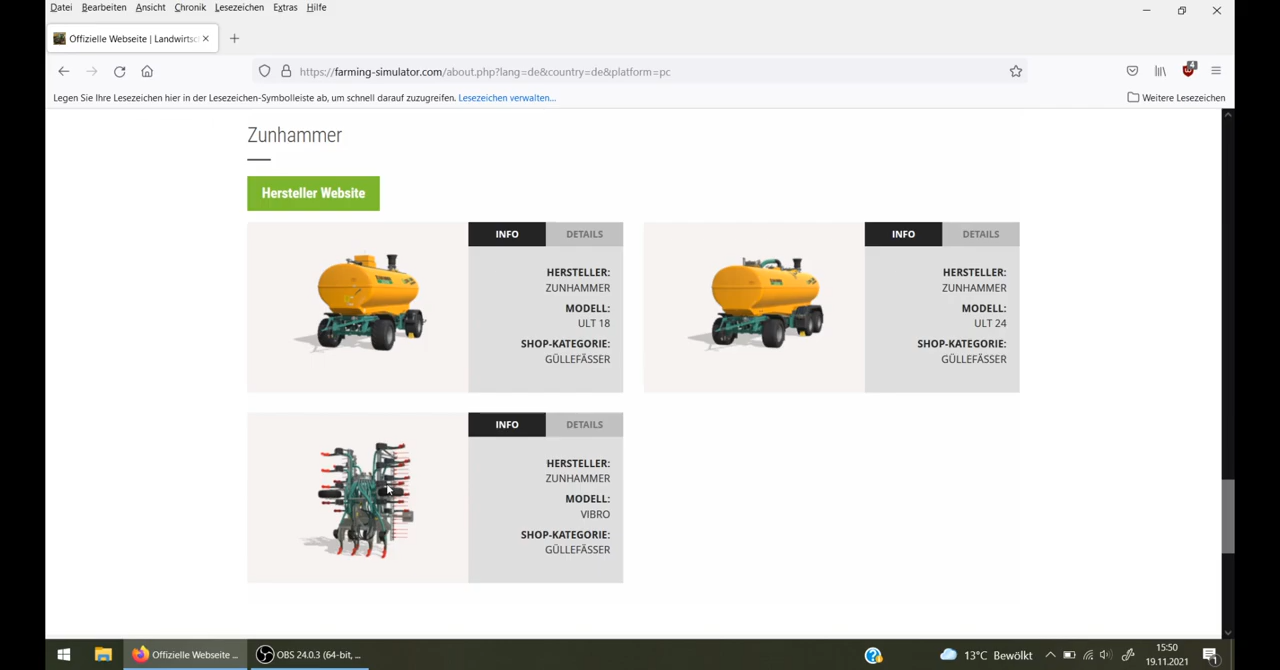 Datei Bearbeiten Ansicht Chronik Lesezeichen Extras Hilfe
Offizielle Webseite | Landwirtsc
https://farming-simulator.com/about.php?lang=de&country=de&platform=pc
4
Legen Sie Ihre Lesezeichen hier in der Lesezeichen-Symbolleiste ab, um schnell darauf zuzugreifen. Lesezeichen verwalten...
Weitere Lesezeichen
Zunhammer
Hersteller Website
INFO DETAILS
HERSTELLER:
ZUNHAMMER
MODELL:
ULT 18
SHOP-KATEGORIE:
GÜLLEFÄSSER
INFO DETAILS
HERSTELLER:
ZUNHAMMER
MODELL:
ULT 24
SHOP-KATEGORIE:
GÜLLEFÄSSER
INFO DETAILS
HERSTELLER:
ZUNHAMMER
MODELL:
VIBRO
SHOP-KATEGORIE:
GÜLLEFÄSSER
Offizielle Webseite ...
OBS 24.0.3 (64-bit, ...
13°C Bewölkt
15:50
19.11.2021
1